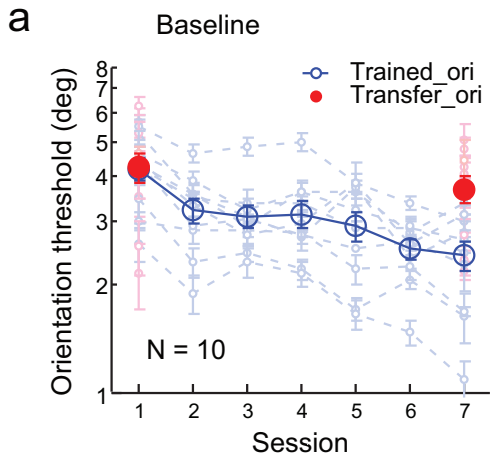 a
Baseline
Orientation threshold (deg)
8
7
6
5
4
3
2
1
Trained_ori
Transfer_ori
N = 10
1 2 3 4 5 6 7
Session